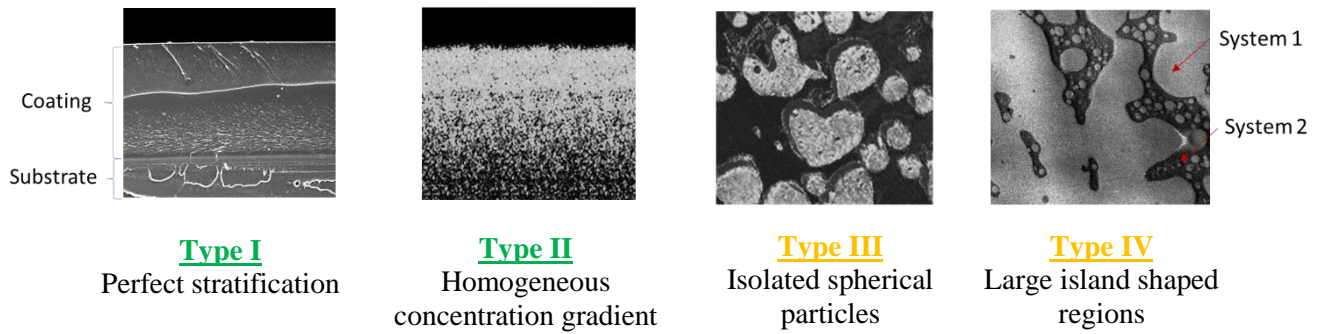 Coating
Substrate
System 1
System 2
Type I
Perfect stratification
Type II
Homogeneous
concentration gradient
Type III
Isolated spherical
particles
Type IV
Large island shaped
regions